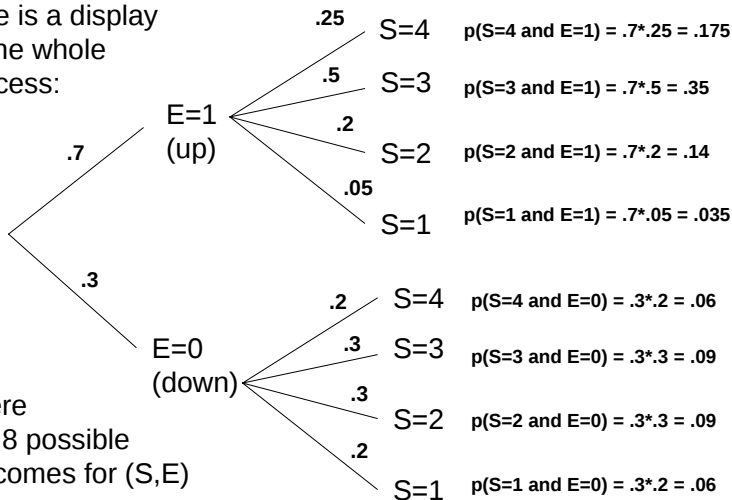 e is a display
ne whole
cess:
.7
.3
E=1
(up)
.25
.5
.2
.05
S=4 p(S=4 and E=1) = .7*.25 = .175
S=3 p(S=3 and E=1) = .7*.5 = .35
S=2 p(S=2 and E=1) = .7*.2 = .14
S=1 p(S=1 and E=1) = .7*.05 = .035
E=0
(down)
.2
.3
.3
.2
S=4 p(S=4 and E=0) = .3*.2 = .06
S=3 p(S=3 and E=0) = .3*.3 = .09
S=2 p(S=2 and E=0) = .3*.3 = .09
S=1 p(S=1 and E=0) = .3*.2 = .06
ere
8 possible
comes for (S,E)